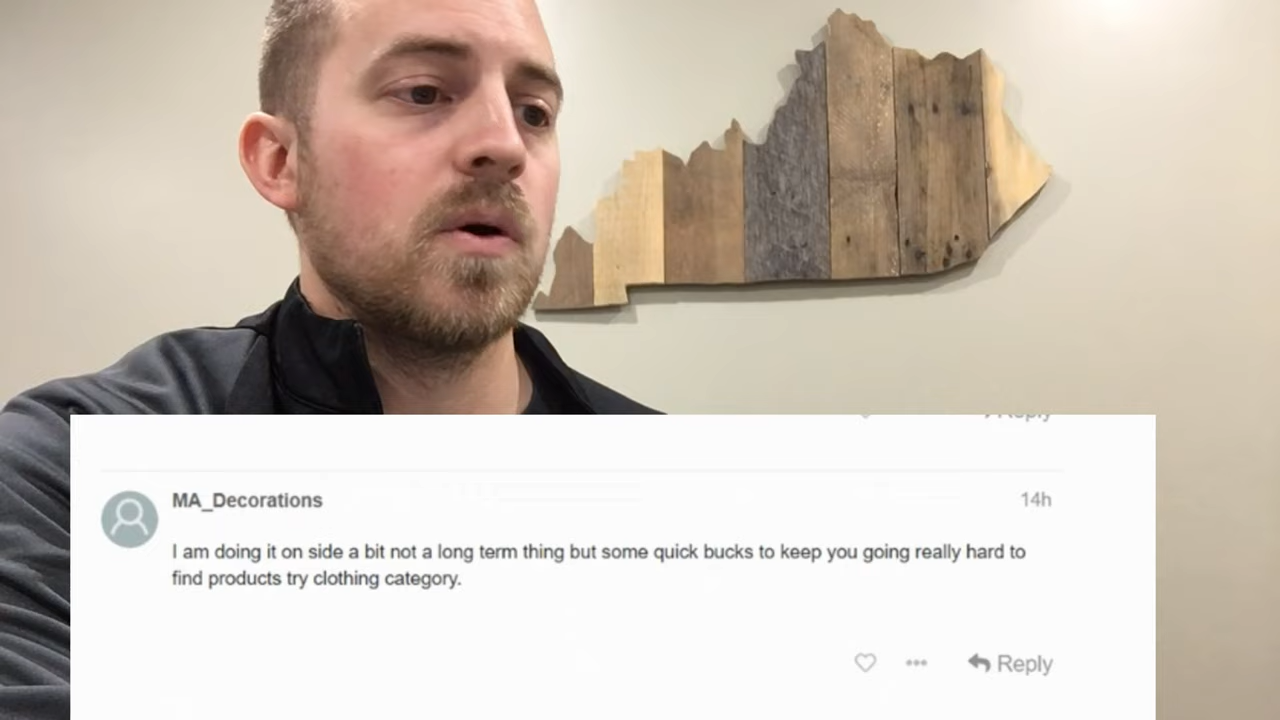 Reply
MA_Decorations
14h
I am doing it on side a bit not a long term thing but some quick bucks to keep you going really hard to
find products try clothing category.
Reply